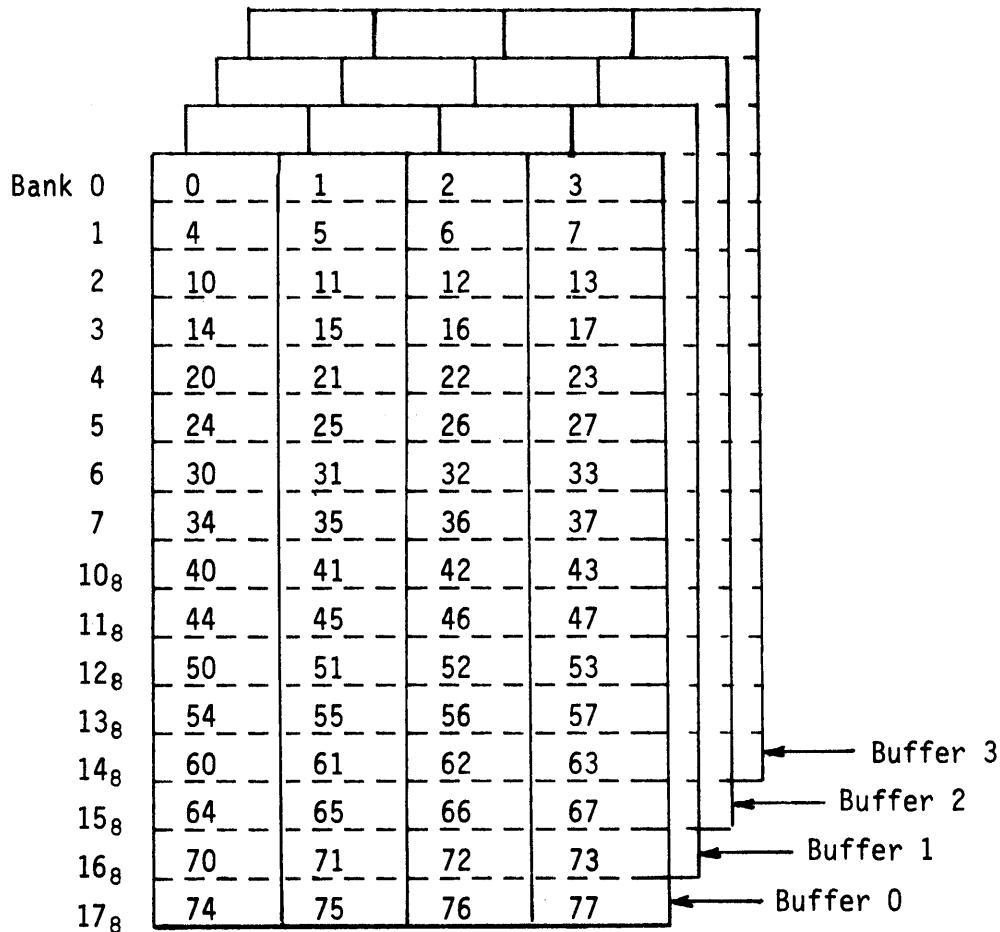 Bank 0 0 1 2 3
1 4 5 6 7
2 10 11 12 13
3 14 15 16 17
4 20 21 22 23
5 24 25 26 27
6 30 31 32 33
7 34 35 36 37
10₈ 40 41 42 43
11₈ 44 45 46 47
12₈ 50 51 52 53
13₈ 54 55 56 57
14₈ 60 61 62 63 Buffer 3
15₈ 64 65 66 67 Buffer 2
16₈ 70 71 72 73 Buffer 1
17₈ 74 75 76 77 Buffer 0